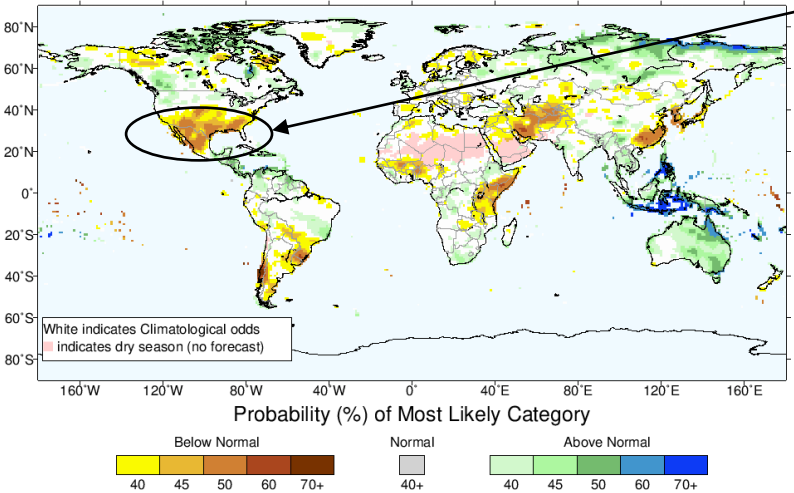 80˚N
60˚N
40˚N
20˚N
0˚
20˚S
40˚S
60˚S
80˚S
White indicates Climatological odds
indicates dry season (no forecast)
160˚W 120˚W 80˚W 40˚W 0˚ 40˚E 80˚E 120˚E 160˚E
Probability (%) of Most Likely Category
Below Normal Normal Above Normal
40 45 50 60 70+ 40+ 40 45 50 60 70+